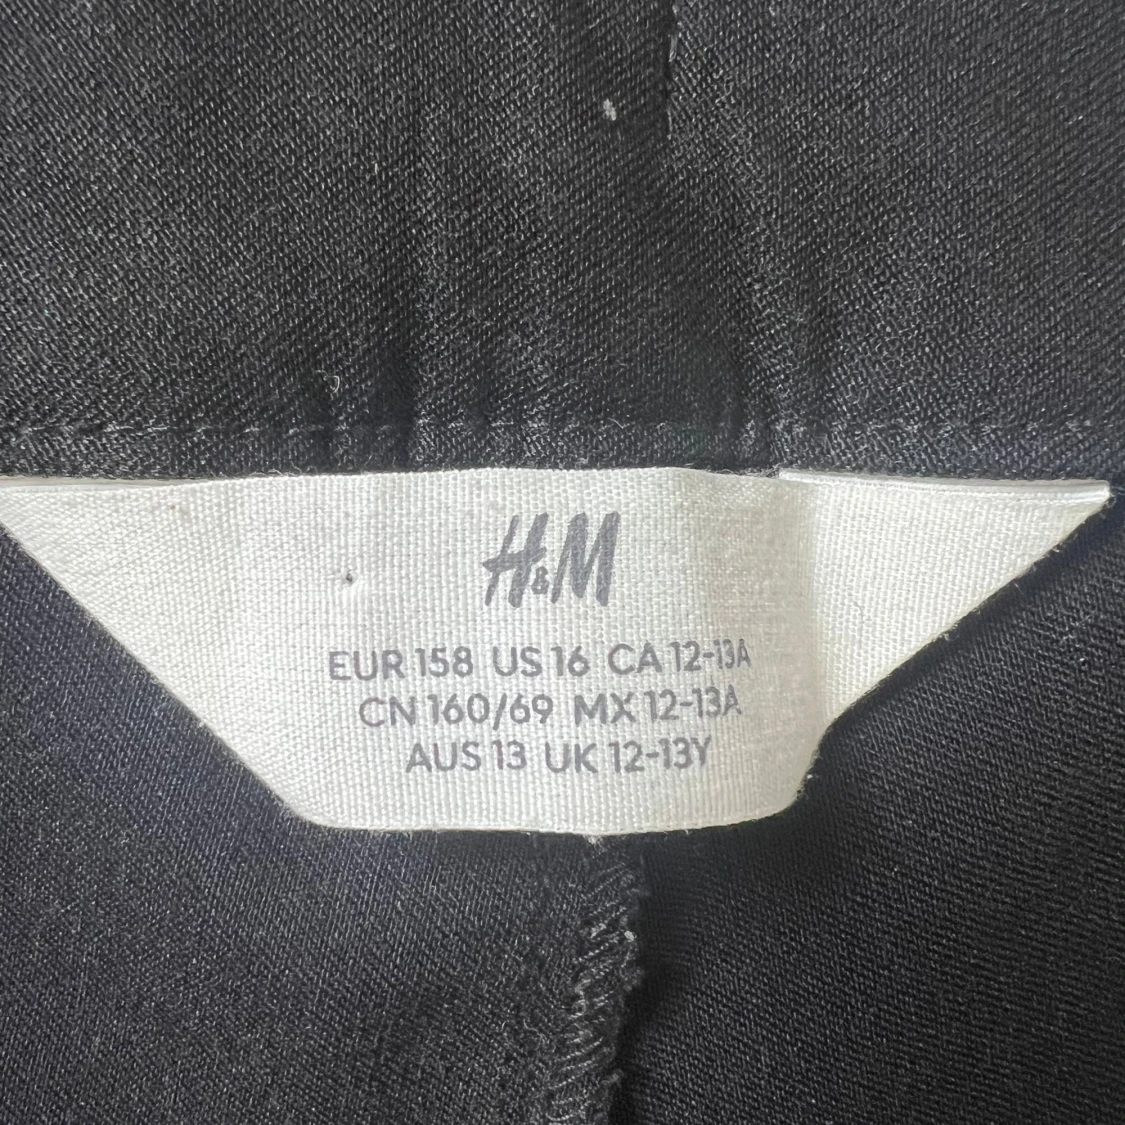 H&M
EUR 158 US 16 CA 12-13A
CN 160/69 MX 12-13A
AUS 13 UK 12-13Y